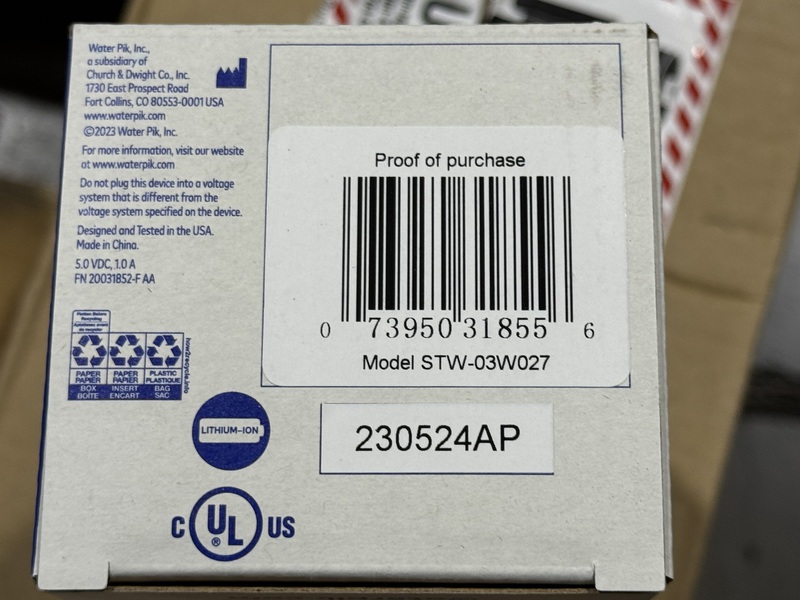 Water Pik, Inc.,
a subsidiary of
Church & Dwight Co., Inc.
1730 East Prospect Road
Fort Collins, CO 80553-0001 USA
www.waterpik.com
©2023 Water Pik, Inc.
For more information, visit our website
at www.waterpik.com
Do not plug this device into a voltage
system that is different from the
voltage system specified on the device.
Designed and Tested in the USA.
Made in China.
5.0 VDC, 1.0 A
FN 20031852-F AA
Proof of purchase
0 73950 31855 6
Model STW-03W027
how2recycle.info
PAPER PAPER PLASTIC
PAPIER PAPIER PLASTIQUE
BOX INSERT BAG
BOÎTE ENCART SAC
LITHIUM-ION
230524AP
C UL® US